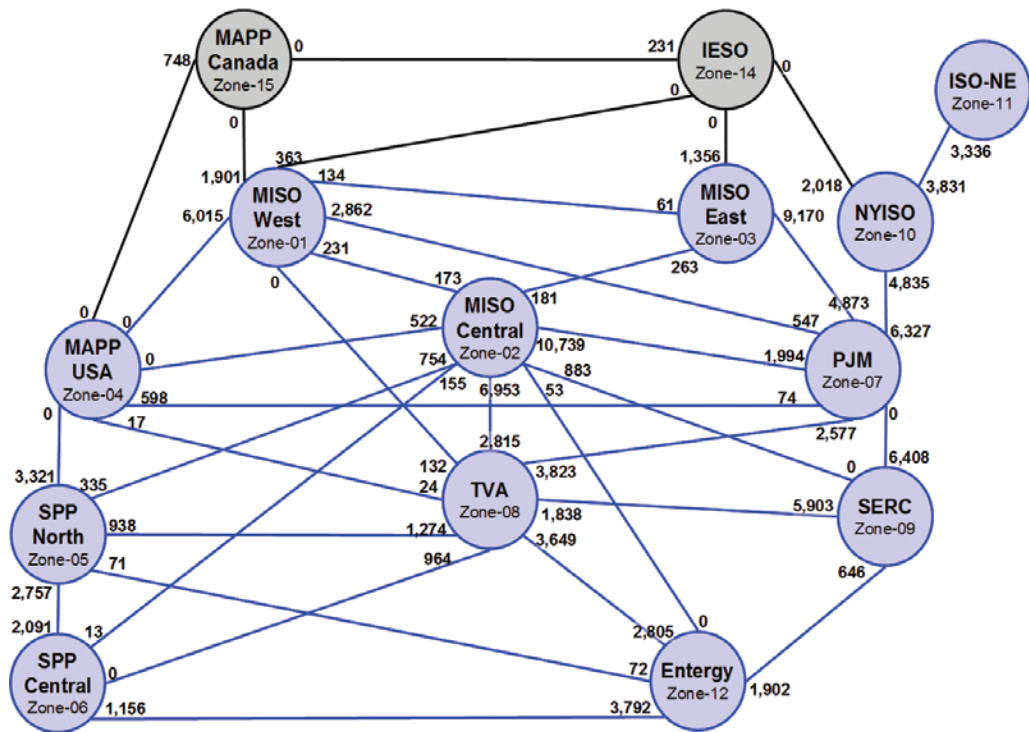 MAPP
Canada
Zone-15
748
0
0
231
IESO
Zone-14
0
0
0
ISO-NE
Zone-11
3,336
363
1,901
134
MISO
West
Zone-01
6,015
2,862
231
0
1,356
MISO
East
Zone-03
61
9,170
263
2,018
3,831
NYISO
Zone-10
4,835
173
181
MISO
Central
Zone-02
522
754
155
6,953
10,739
883
53
4,873
547
6,327
1,994
PJM
Zone-07
74
0
2,577
0
0
MAPP
USA
Zone-04
0
0
598
17
2,815
132
24
3,823
TVA
Zone-08
1,838
1,274
3,649
964
0
6,408
5,903
SERC
Zone-09
646
3,321
335
SPP
North
Zone-05
938
71
2,757
2,091
13
SPP
Central
Zone-06
0
1,156
2,805
0
72
Entergy
Zone-12
1,902
3,792